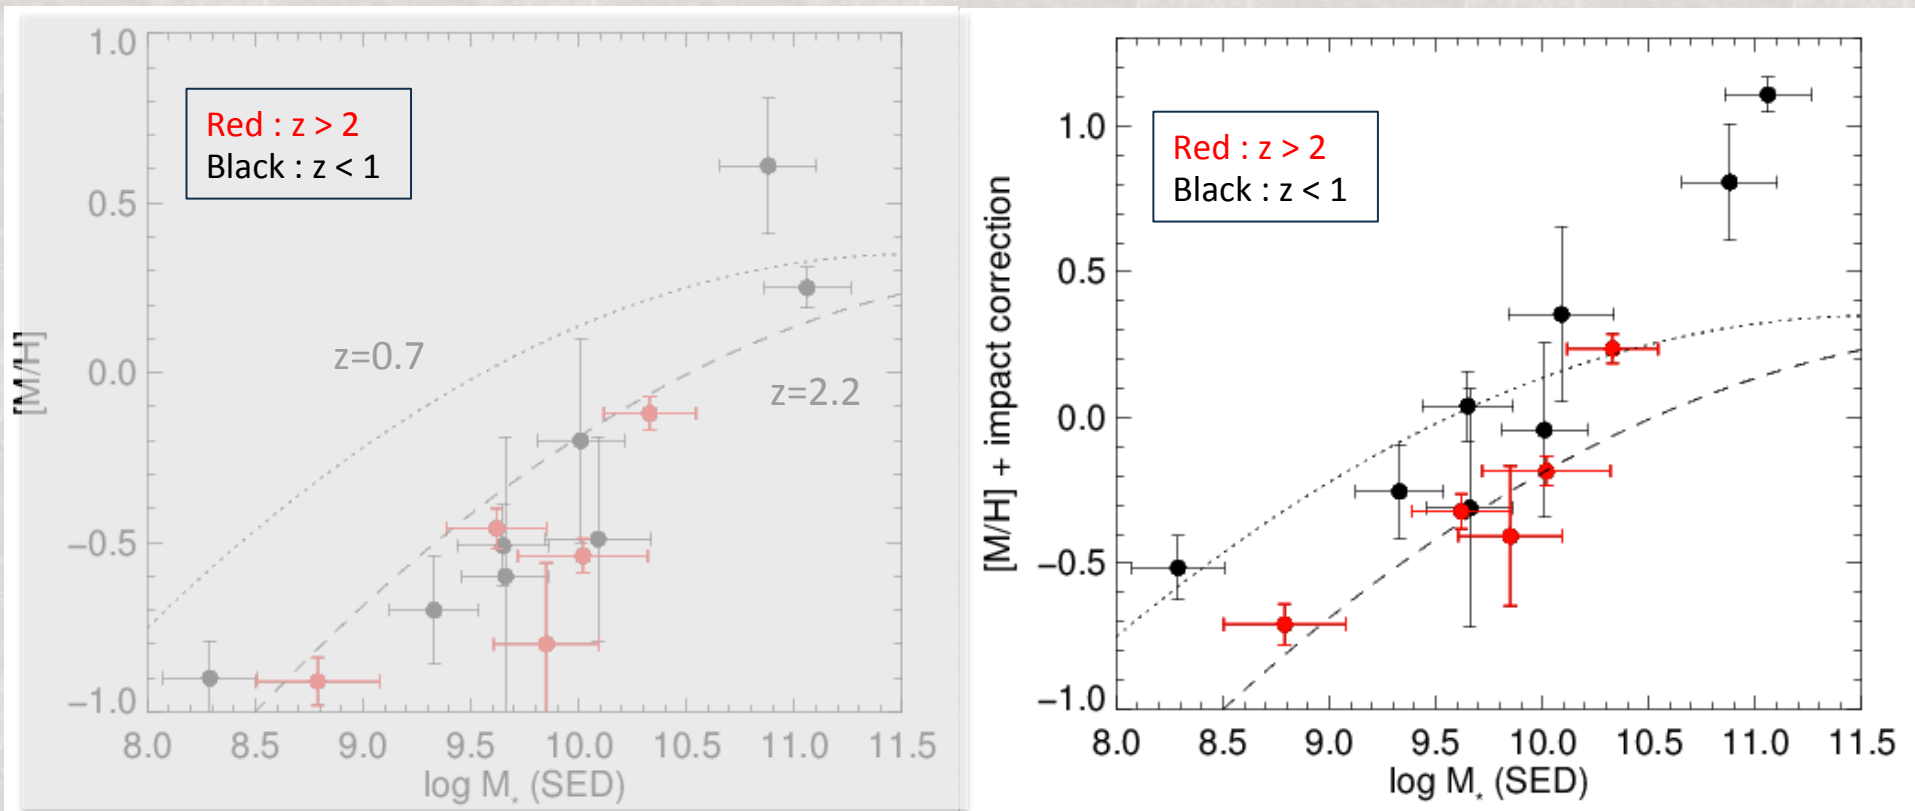 1.0
0.5
0.0
−0.5
−1.0
[M/H]
Red : z > 2
Black : z < 1
z=0.7
z=2.2
8.0 8.5 9.0 9.5 10.0 10.5 11.0 11.5
log M* (SED)
1.0
0.5
0.0
−0.5
−1.0
[M/H] + impact correction
Red : z > 2
Black : z < 1
8.0 8.5 9.0 9.5 10.0 10.5 11.0 11.5
log M* (SED)